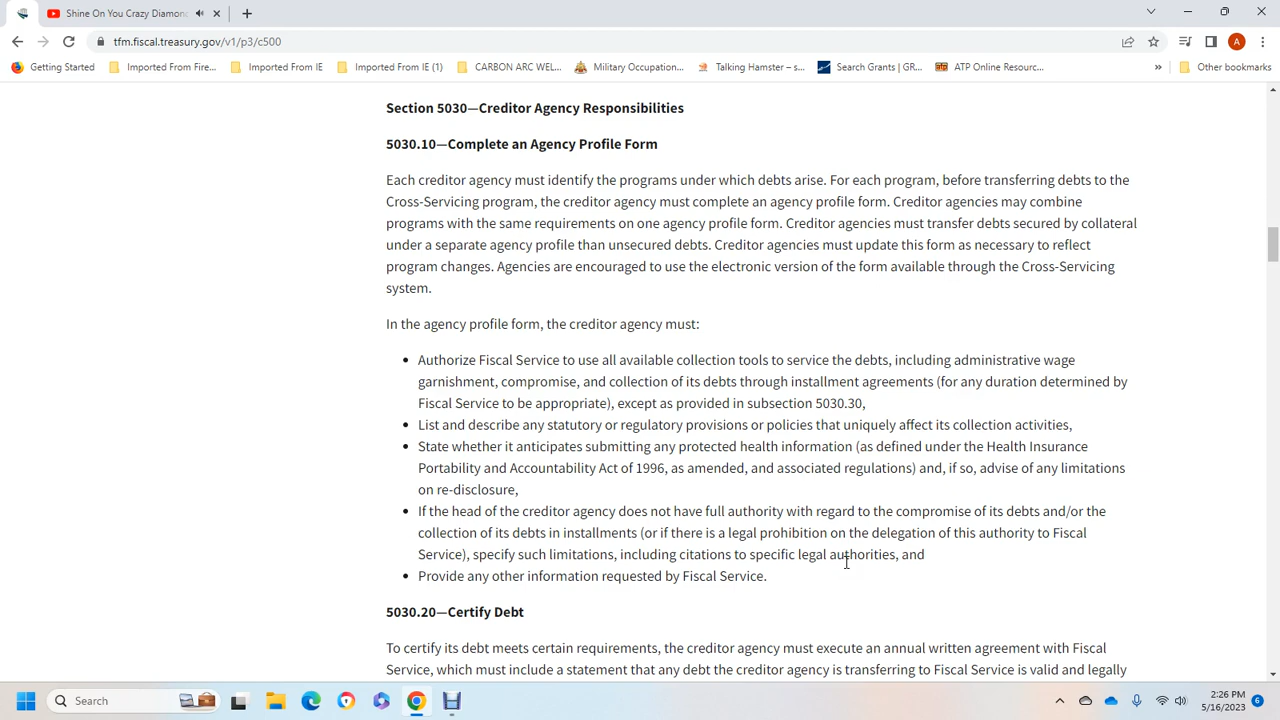 Shine On You Crazy Diamond
tfm.fiscal.treasury.gov/v1/p3/c500
A
Getting Started
Imported From Fire...
Imported From IE
Imported From IE (1)
CARBON ARC WEL...
Military Occupation...
Talking Hamster – s...
Search Grants | GR...
ATP Online Resourc...
»
Other bookmarks
Section 5030—Creditor Agency Responsibilities
5030.10—Complete an Agency Profile Form
Each creditor agency must identify the programs under which debts arise. For each program, before transferring debts to the
Cross-Servicing program, the creditor agency must complete an agency profile form. Creditor agencies may combine
programs with the same requirements on one agency profile form. Creditor agencies must transfer debts secured by collateral
under a separate agency profile than unsecured debts. Creditor agencies must update this form as necessary to reflect
program changes. Agencies are encouraged to use the electronic version of the form available through the Cross-Servicing
system.
In the agency profile form, the creditor agency must:
• Authorize Fiscal Service to use all available collection tools to service the debts, including administrative wage
garnishment, compromise, and collection of its debts through installment agreements (for any duration determined by
Fiscal Service to be appropriate), except as provided in subsection 5030.30,
• List and describe any statutory or regulatory provisions or policies that uniquely affect its collection activities,
• State whether it anticipates submitting any protected health information (as defined under the Health Insurance
Portability and Accountability Act of 1996, as amended, and associated regulations) and, if so, advise of any limitations
on re-disclosure,
• If the head of the creditor agency does not have full authority with regard to the compromise of its debts and/or the
collection of its debts in installments (or if there is a legal prohibition on the delegation of this authority to Fiscal
Service), specify such limitations, including citations to specific legal authorities, and
• Provide any other information requested by Fiscal Service.
5030.20—Certify Debt
To certify its debt meets certain requirements, the creditor agency must execute an annual written agreement with Fiscal
Service, which must include a statement that any debt the creditor agency is transferring to Fiscal Service is valid and legally
Search
2:26 PM
5/16/2023
6